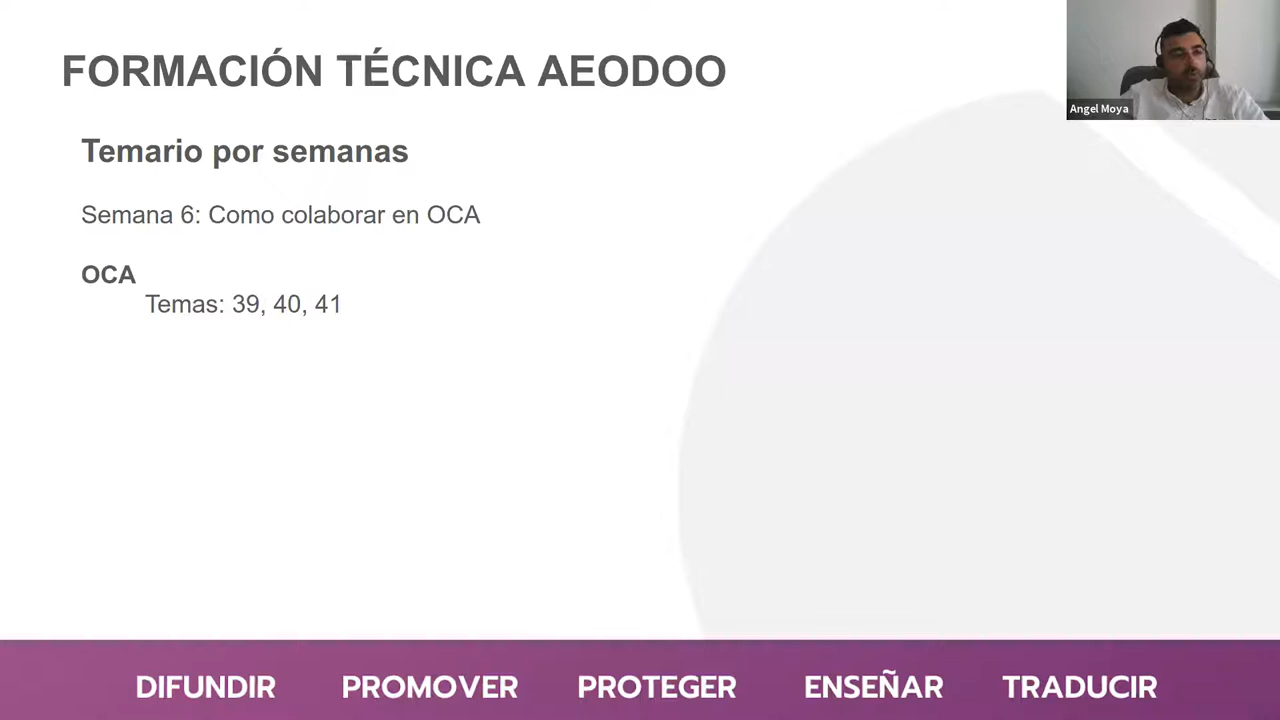 FORMACIÓN TÉCNICA AEODOO
Angel Moya
Temario por semanas
Semana 6: Como colaborar en OCA
OCA
Temas: 39, 40, 41
DIFUNDIR PROMOVER PROTEGER ENSEÑAR TRADUCIR